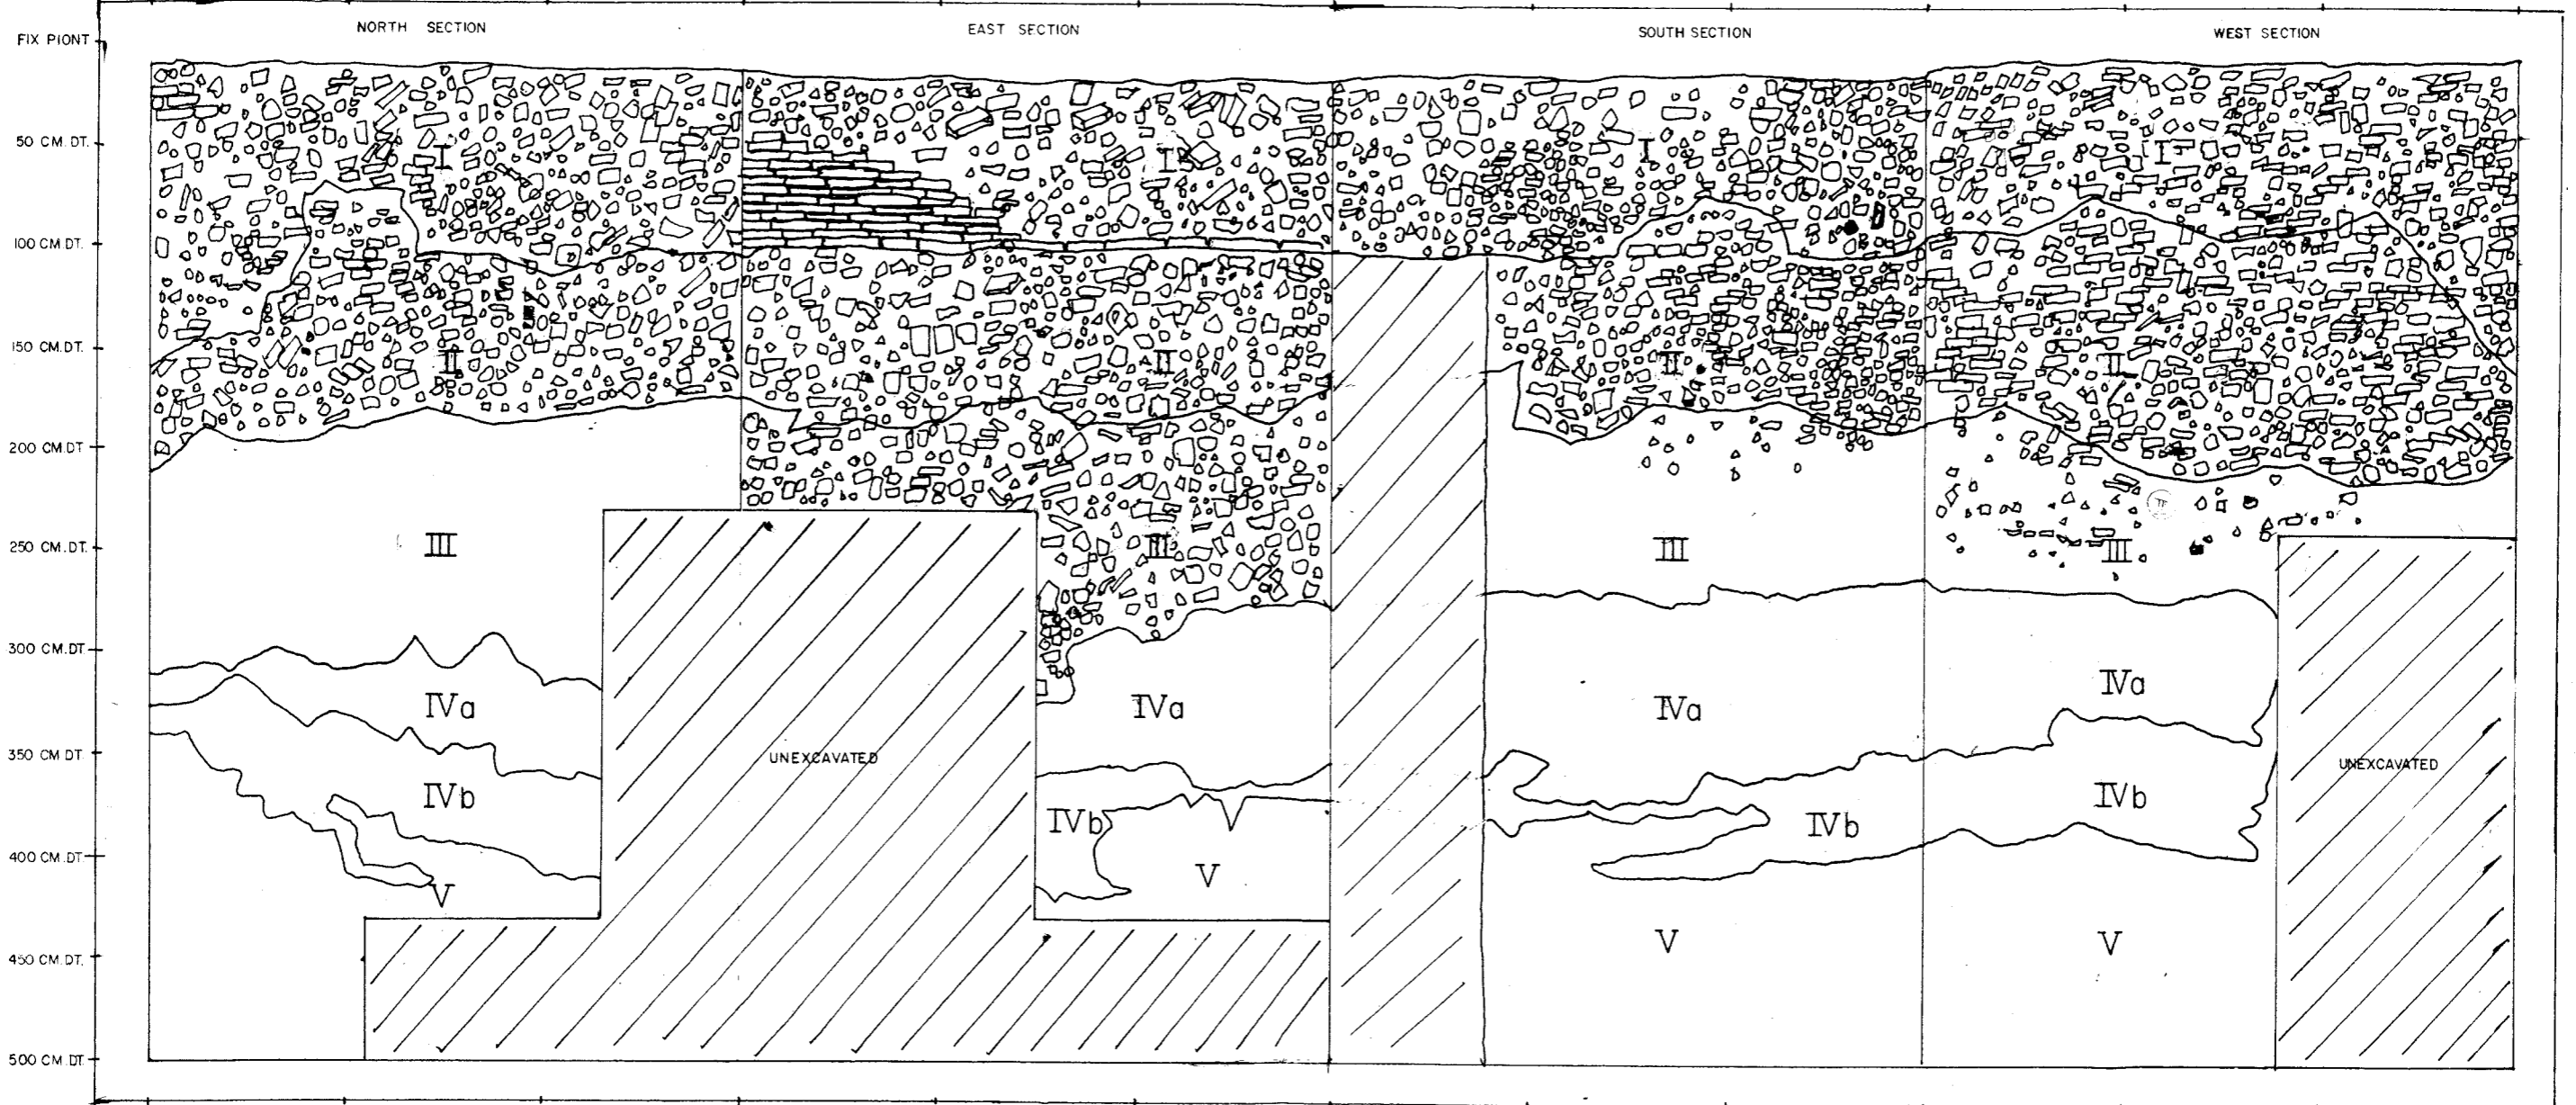 NORTH SECTION
EAST SECTION
SOUTH SECTION
WEST SECTION
FIX PIONT
50 CM.DT.
100 CM.DT.
150 CM.DT.
200 CM.DT
250 CM.DT.
300 CM.DT
350 CM.DT
400 CM.DT
450 CM.DT.
500 CM.DT
I
I
I
I
II
II
II
II
III
III
III
III
IVa
IVa
IVa
IVa
UNEXCAVATED
UNEXCAVATED
IVb
IVb
IVb
IVb
V
V
V
V